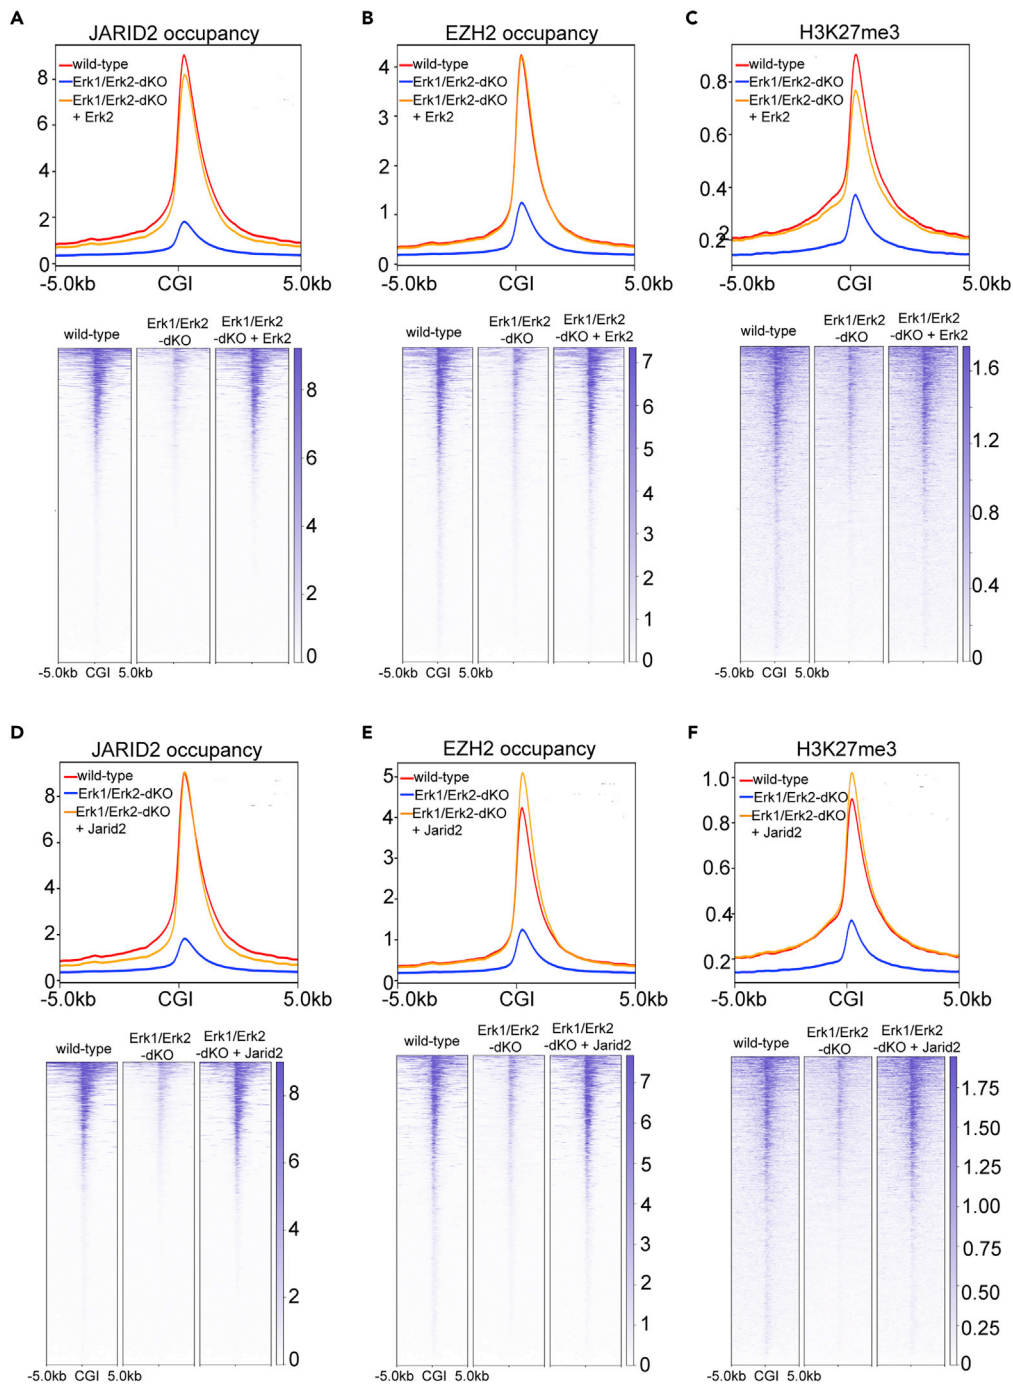 A
JARID2 occupancy
wild-type
Erk1/Erk2-dKO
Erk1/Erk2-dKO
+ Erk2
8
6
4
2
0
-5.0kb CGI 5.0kb
wild-type
Erk1/Erk2
-dKO
Erk1/Erk2
-dKO + Erk2
8
6
4
2
0
-5.0kb CGI 5.0kb
B
EZH2 occupancy
wild-type
Erk1/Erk2-dKO
Erk1/Erk2-dKO
+ Erk2
4
3
2
1
0
-5.0kb CGI 5.0kb
wild-type
Erk1/Erk2
-dKO
Erk1/Erk2
-dKO + Erk2
7
6
5
4
3
2
1
0
-5.0kb CGI 5.0kb
C
H3K27me3
wild-type
Erk1/Erk2-dKO
Erk1/Erk2-dKO
+ Erk2
0.8
0.6
0.4
0.2
-5.0kb CGI 5.0kb
wild-type
Erk1/Erk2
-dKO
Erk1/Erk2
-dKO + Erk2
1.6
1.2
0.8
0.4
0
-5.0kb CGI 5.0kb
D
JARID2 occupancy
wild-type
Erk1/Erk2-dKO
Erk1/Erk2-dKO
+ Jarid2
8
6
4
2
0
-5.0kb CGI 5.0kb
wild-type
Erk1/Erk2
-dKO
Erk1/Erk2
-dKO + Jarid2
8
6
4
2
0
-5.0kb CGI 5.0kb
E
EZH2 occupancy
wild-type
Erk1/Erk2-dKO
Erk1/Erk2-dKO
+ Jarid2
5
4
3
2
1
0
-5.0kb CGI 5.0kb
wild-type
Erk1/Erk2
-dKO
Erk1/Erk2
-dKO + Jarid2
7
6
5
4
3
2
1
0
-5.0kb CGI 5.0kb
F
H3K27me3
wild-type
Erk1/Erk2-dKO
Erk1/Erk2-dKO
+ Jarid2
1.0
0.8
0.6
0.4
0.2
-5.0kb CGI 5.0kb
wild-type
Erk1/Erk2
-dKO
Erk1/Erk2
-dKO + Jarid2
1.75
1.50
1.25
1.00
0.75
0.50
0.25
0
-5.0kb CGI 5.0kb